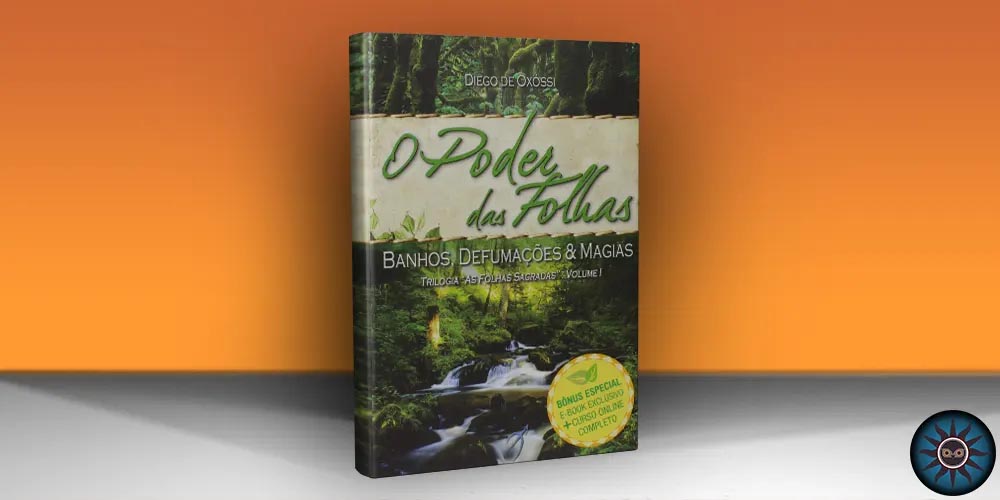 Diego de Oxóssi
O Poder
das Folhas
Banhos, Defumações & Magias
Trilogia "As Folhas Sagradas" - Volume I
BÔNUS ESPECIAL
E-BOOK EXCLUSIVO
+CURSO ONLINE
COMPLETO